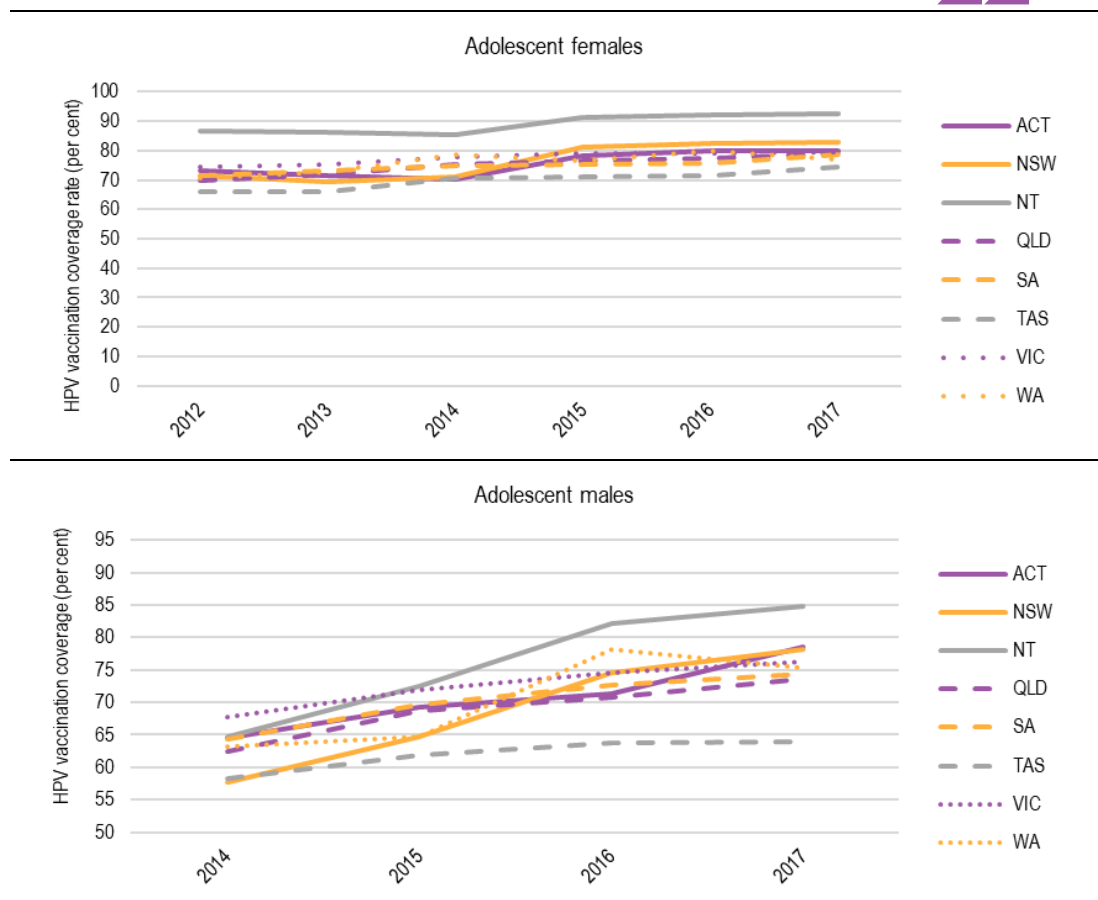 Adolescent females
HPV vaccination coverage rate (per cent)
100
90
80
70
60
50
40
30
20
10
0
2012
2013
2014
2015
2016
2017
ACT
NSW
NT
QLD
SA
TAS
VIC
WA
Adolescent males
HPV vaccination coverage (per cent)
95
90
85
80
75
70
65
60
55
50
2014
2015
2016
2017
ACT
NSW
NT
QLD
SA
TAS
VIC
WA